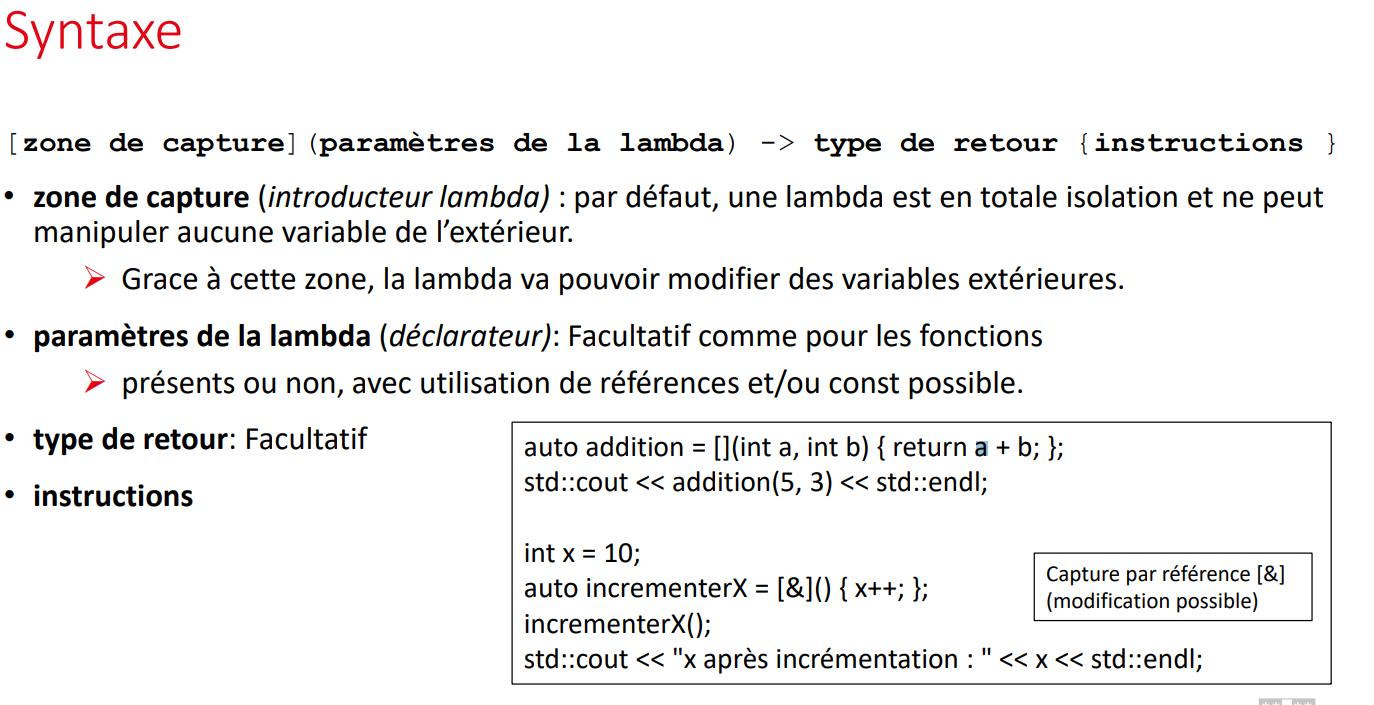 Syntaxe
[zone de capture](paramètres de la lambda) -> type de retour {instructions }
• zone de capture (introducteur lambda) : par défaut, une lambda est en totale isolation et ne peut
manipuler aucune variable de l’extérieur.
➢ Grace à cette zone, la lambda va pouvoir modifier des variables extérieures.
• paramètres de la lambda (déclarateur): Facultatif comme pour les fonctions
➢ présents ou non, avec utilisation de références et/ou const possible.
• type de retour: Facultatif
• instructions
auto addition = [](int a, int b) { return a + b; };
std::cout << addition(5, 3) << std::endl;
int x = 10;
auto incrementerX = [&]() { x++; };
incrementerX();
std::cout << "x après incrémentation : " << x << std::endl;
Capture par référence [&]
(modification possible)